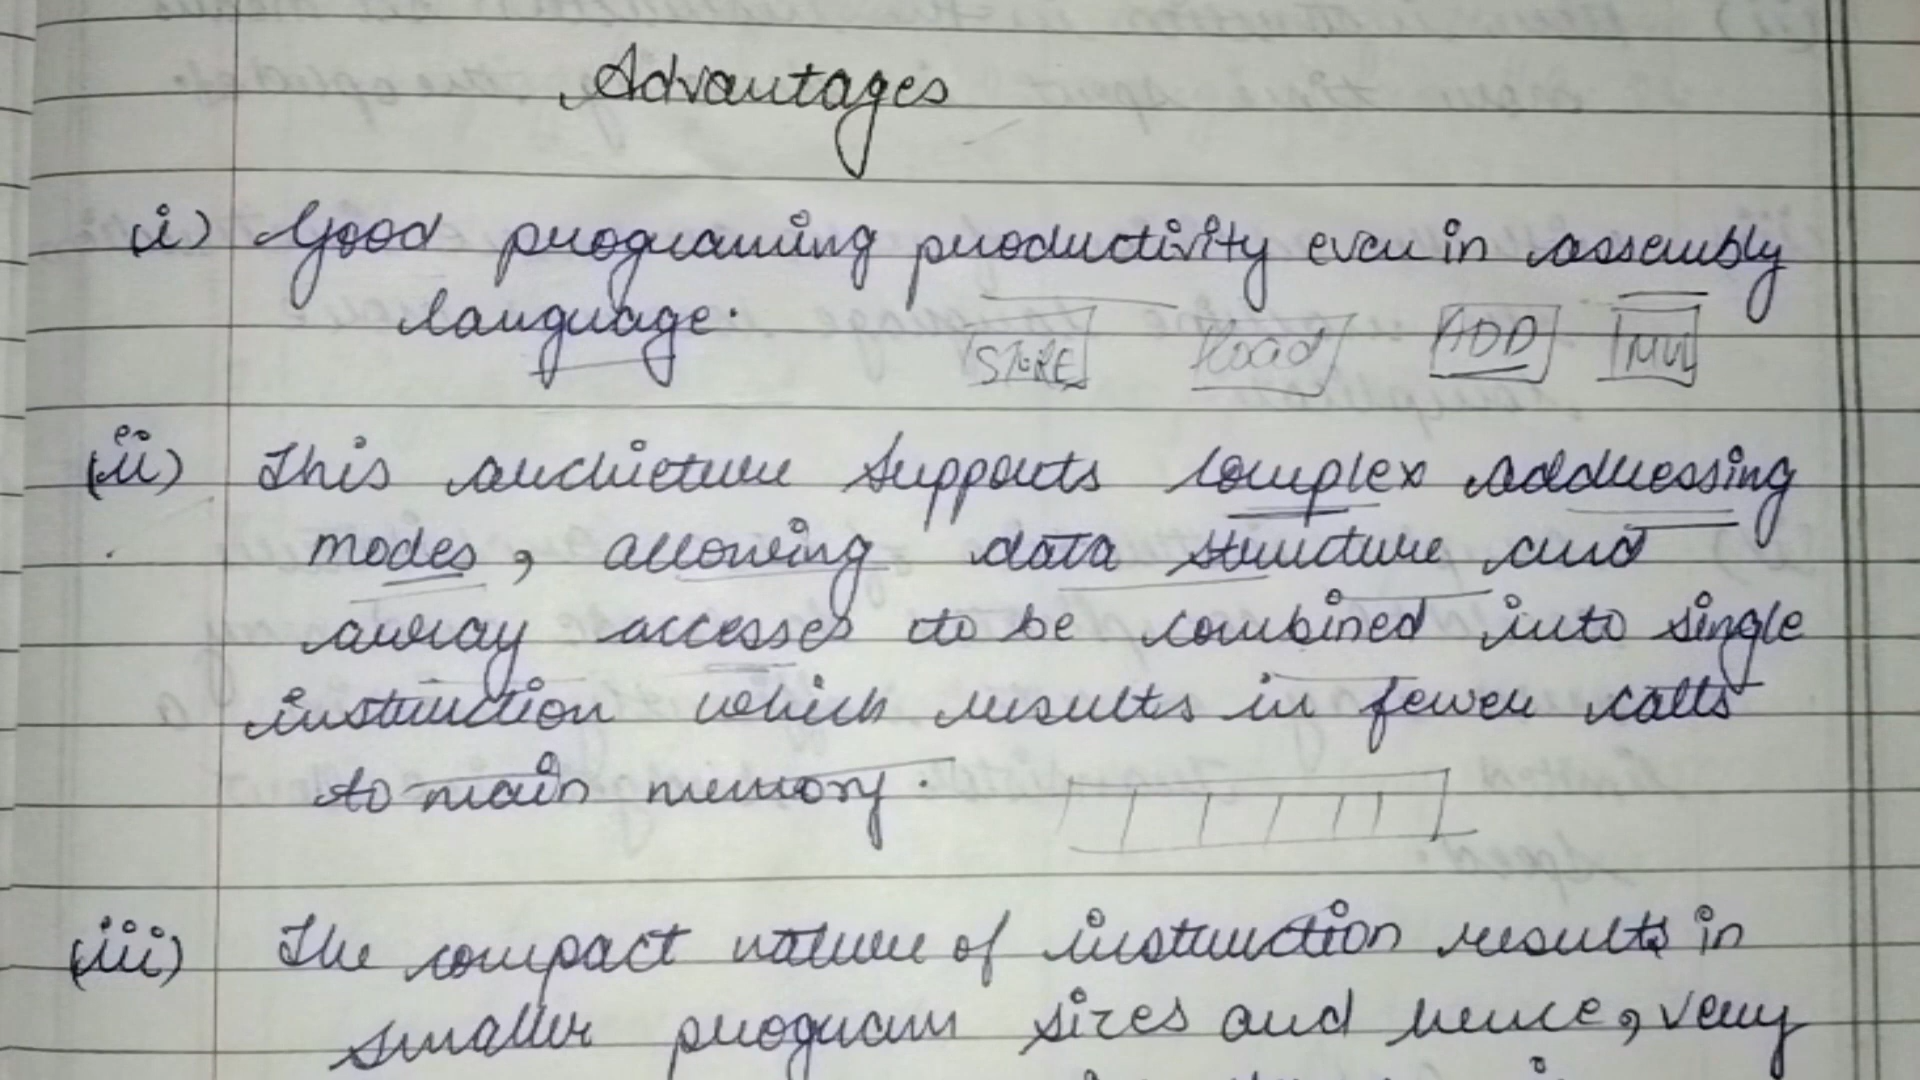 Advantages
i) Good programing productivity even in assembly
language.
STORE Load ADD MUL
(ii) This archicture supports complex addressing
modes, allowing data structure and
array accesses to be combined into single
instruction which results in fewer calls
to main memory.
(iii) The compact nature of instruction results in
smaller program sizes and hence, very